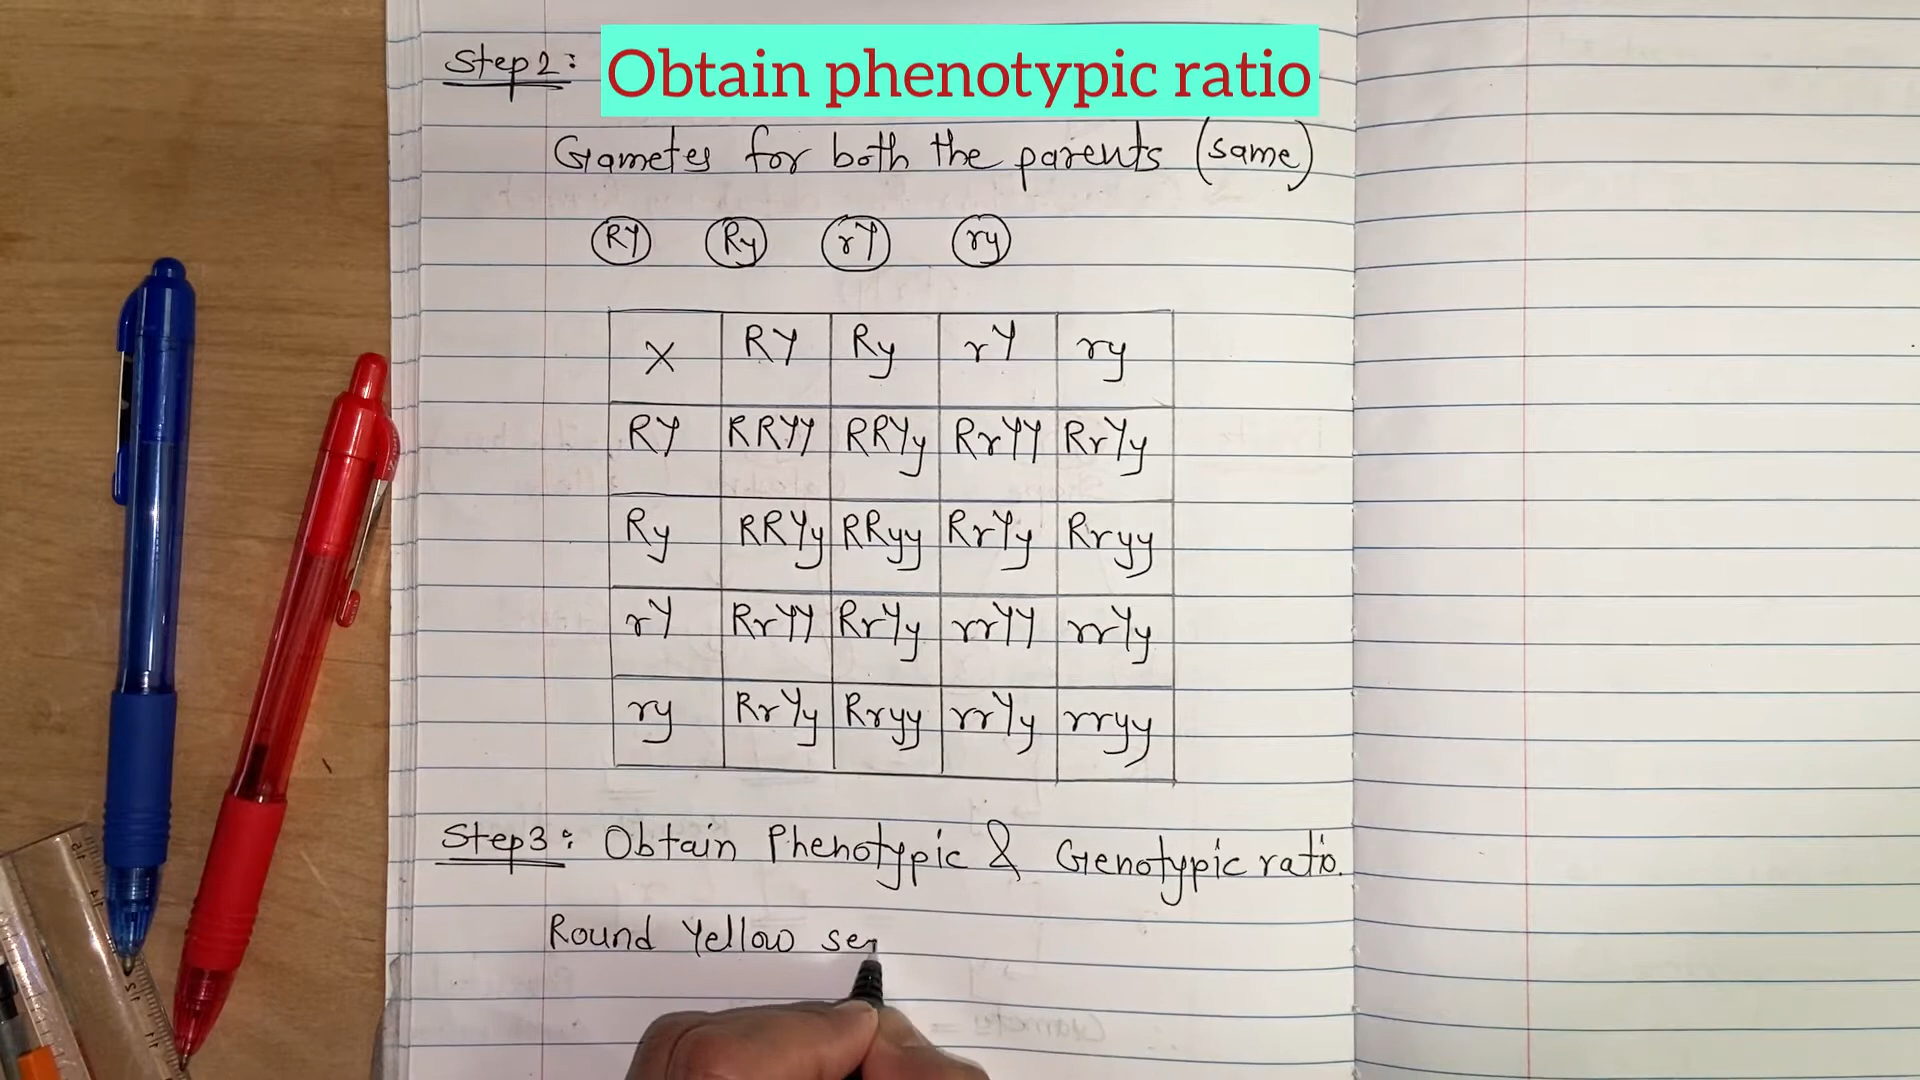 Step 2: Obtain phenotypic ratio
Gametes for both the parents (same)
RY Ry rY ry
X RY Ry rY ry
RY RRYY RRYy RrYY RrYy
Ry RRYy RRyy RrYy Rryy
rY RrYY RrYy rrYY rrYy
ry RrYy Rryy rrYy rryy
Step 3: Obtain Phenotypic & Genotypic ratio.
Round Yellow see